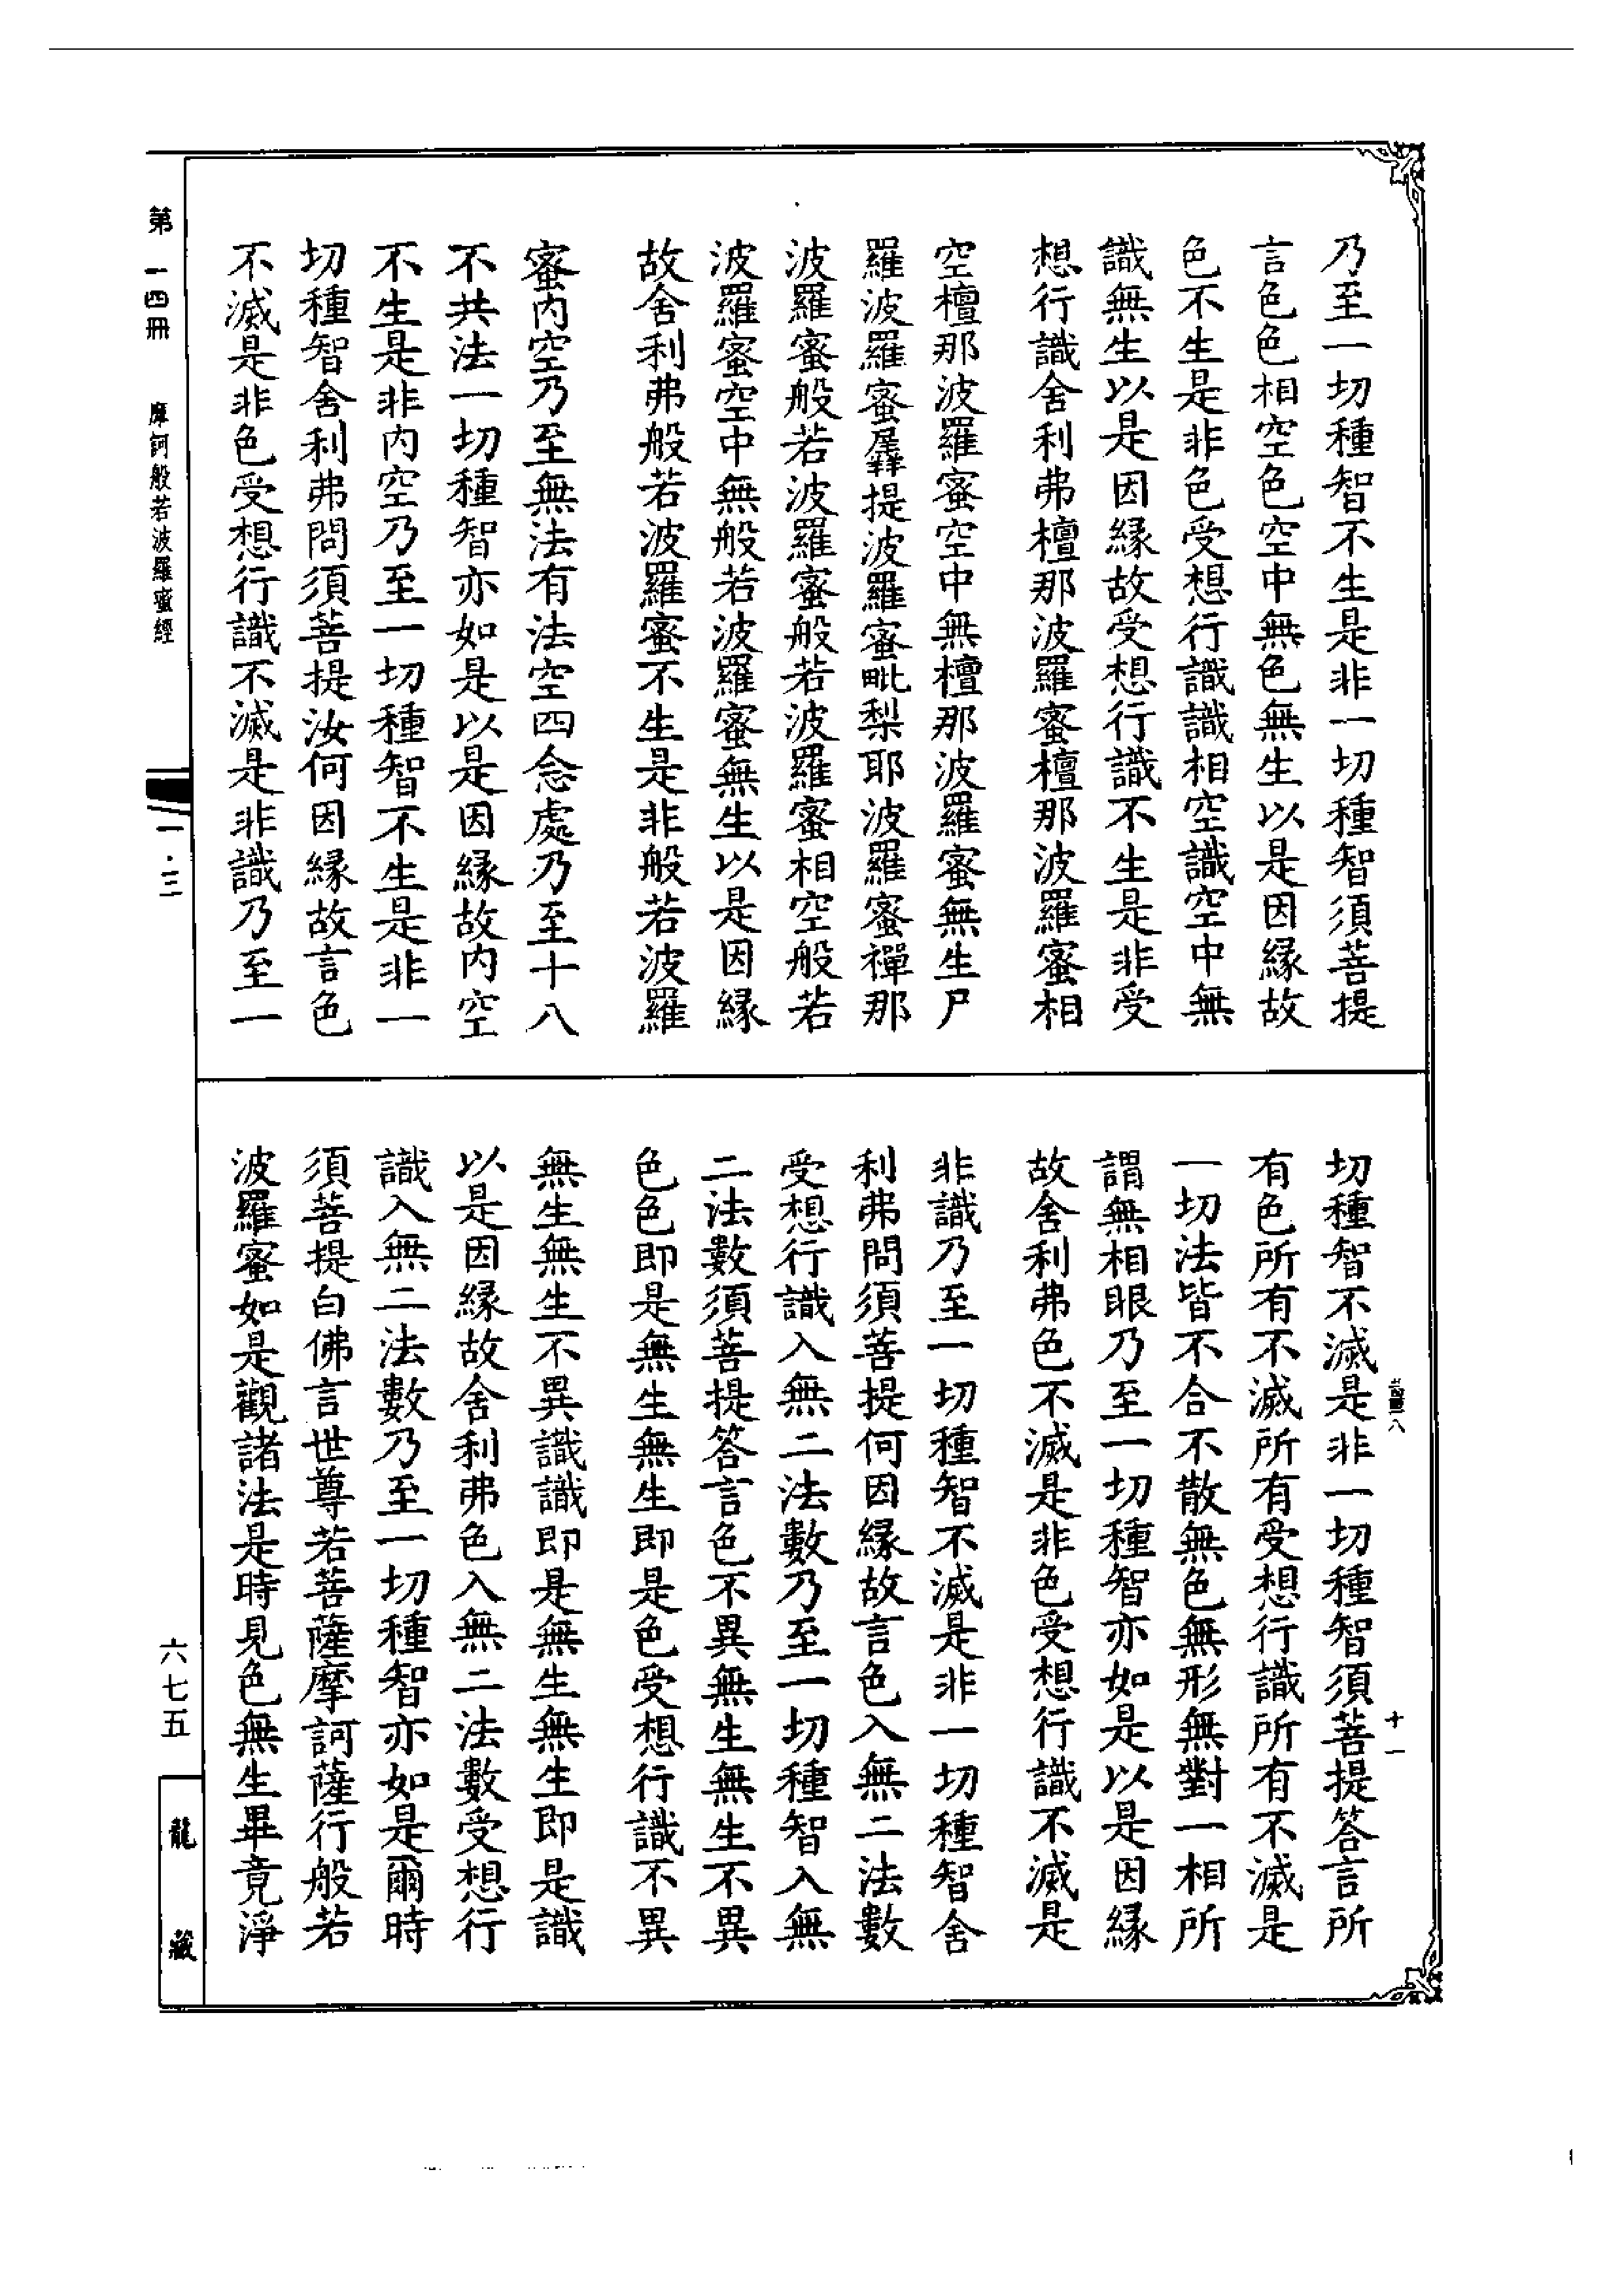 乃至一切種智不生是非一切種智須菩提
言色色相空色空中無色無生以是因緣故
色不生是非色受想行識識相空識空中無
識無生以是因緣故受想行識不生是非受
想行識舍利弗檀那波羅蜜檀那波羅蜜相
空檀那波羅蜜空中無檀那波羅蜜無生尸
羅波羅蜜羼提波羅蜜毗梨耶波羅蜜禪那
波羅蜜般若波羅蜜般若波羅蜜相空般若
波羅蜜空中無般若波羅蜜無生以是因緣
故舍利弗般若波羅蜜不生是非般若波羅
蜜內空乃至無法有法空四念處乃至十八
不共法一切種智亦如是以是因緣故內空
不生是非內空乃至一切種智不生是非一
切種智舍利弗問須菩提汝何因緣故言色
不滅是非色受想行識不滅是非識乃至一
切種智不滅是非一切種智須菩提答言所
有色所有不滅所有受想行識所有不滅是
一切法皆不合不散無色無形無對一相所
謂無相眼乃至一切種智亦如是以是因緣
故舍利弗色不滅是非色受想行識不滅是
非識乃至一切種智不滅是非一切種智舍
利弗問須菩提何因緣故言色入無二法數
受想行識入無二法數乃至一切種智入無
二法數須菩提答言色不異無生無生不異
色色即是無生無生即是色受想行識不異
無生無生不異識識即是無生無生即是識
以是因緣故舍利弗色入無二法數受想行
識入無二法數乃至一切種智亦如是爾時
須菩提白佛言世尊若菩薩摩訶薩行般若
波羅蜜如是觀諸法是時見色無生畢竟淨
八
十一
第一四冊
摩訶般若波羅蜜經
一·三
六七五
龍藏